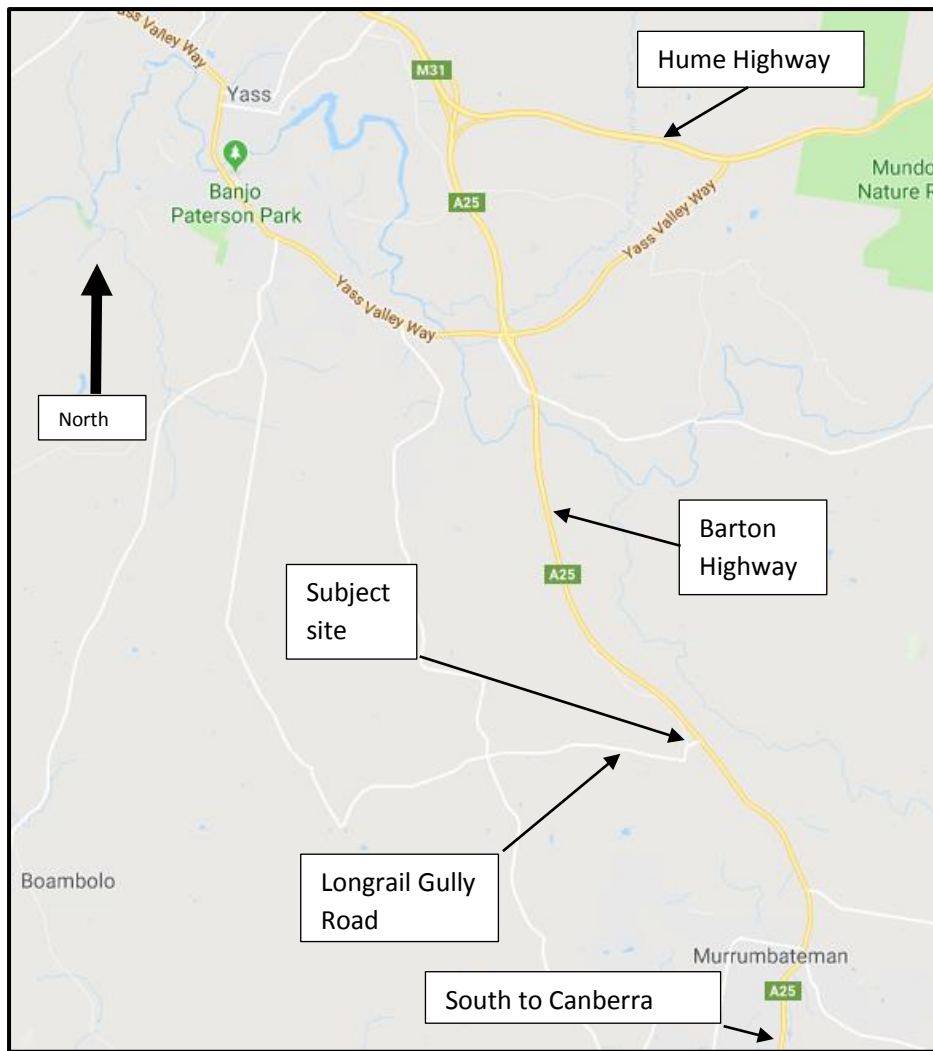 Yass Valley Way
Hume Highway
M31
Yass
Banjo
Paterson Park
Mundo
Nature R
A25
Yass Valley Way
Yass Valley Way
North
Barton
Highway
A25
Subject
site
Longrail Gully
Road
Boambolo
Murrumbateman
A25
South to Canberra